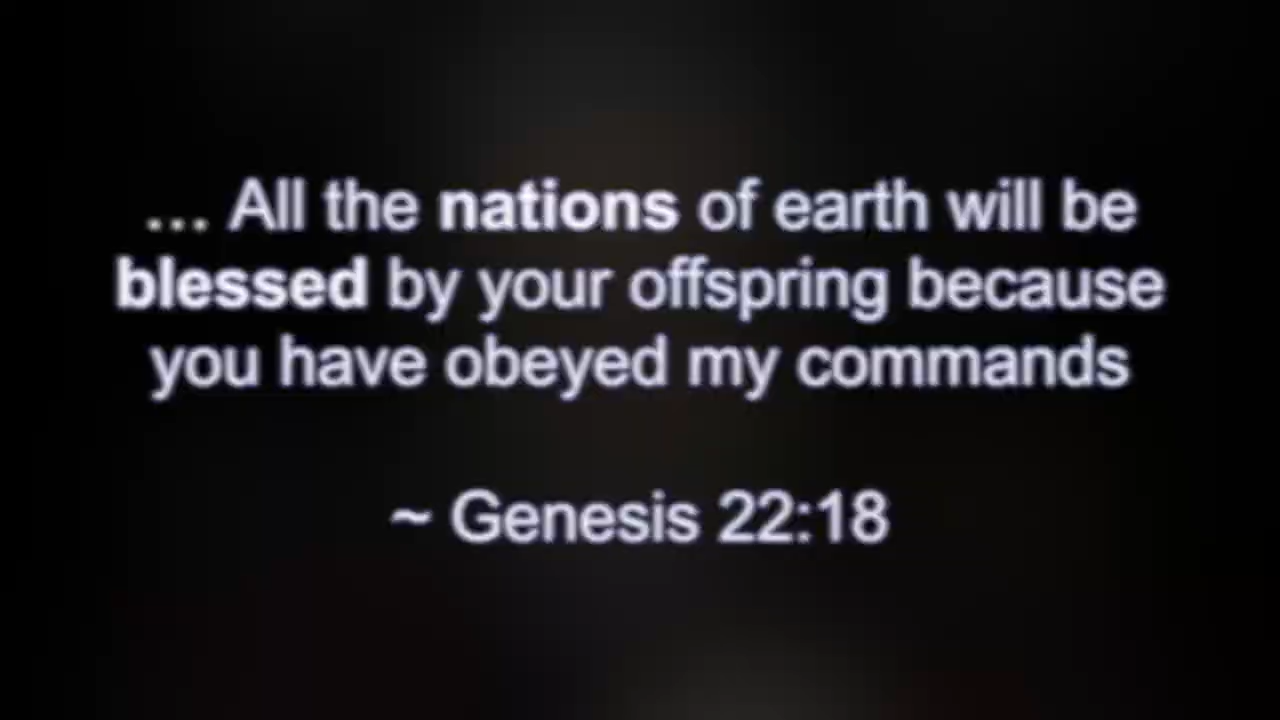 … All the nations of earth will be
blessed by your offspring because
you have obeyed my commands
~ Genesis 22:18